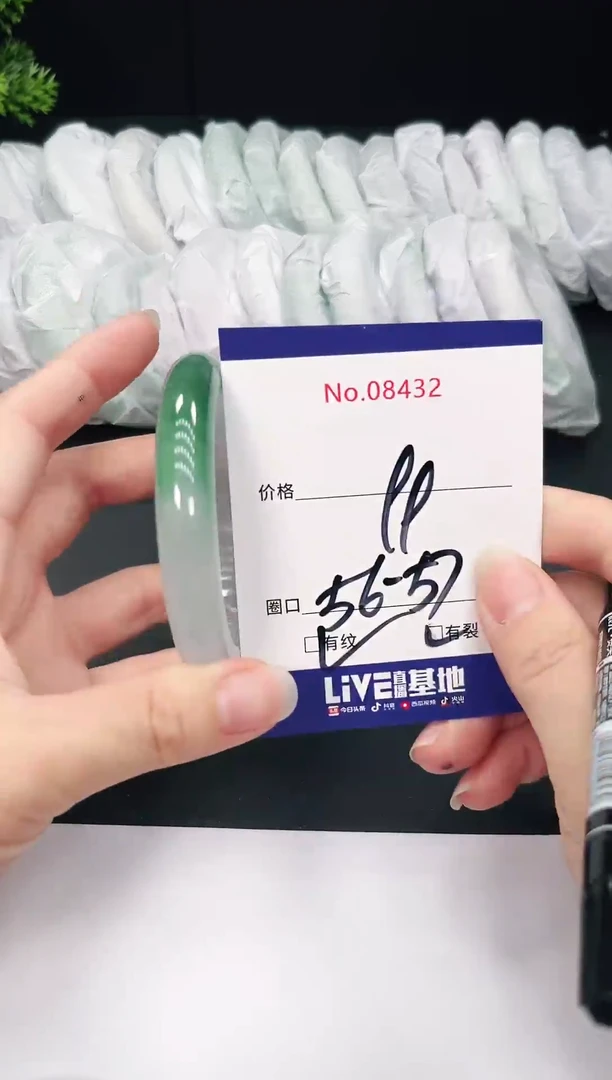 No.08432
价格 ll
圈口 56-57
□有纹 □有裂
LiVE直播基地
今日头条 抖音 西瓜视频 火山